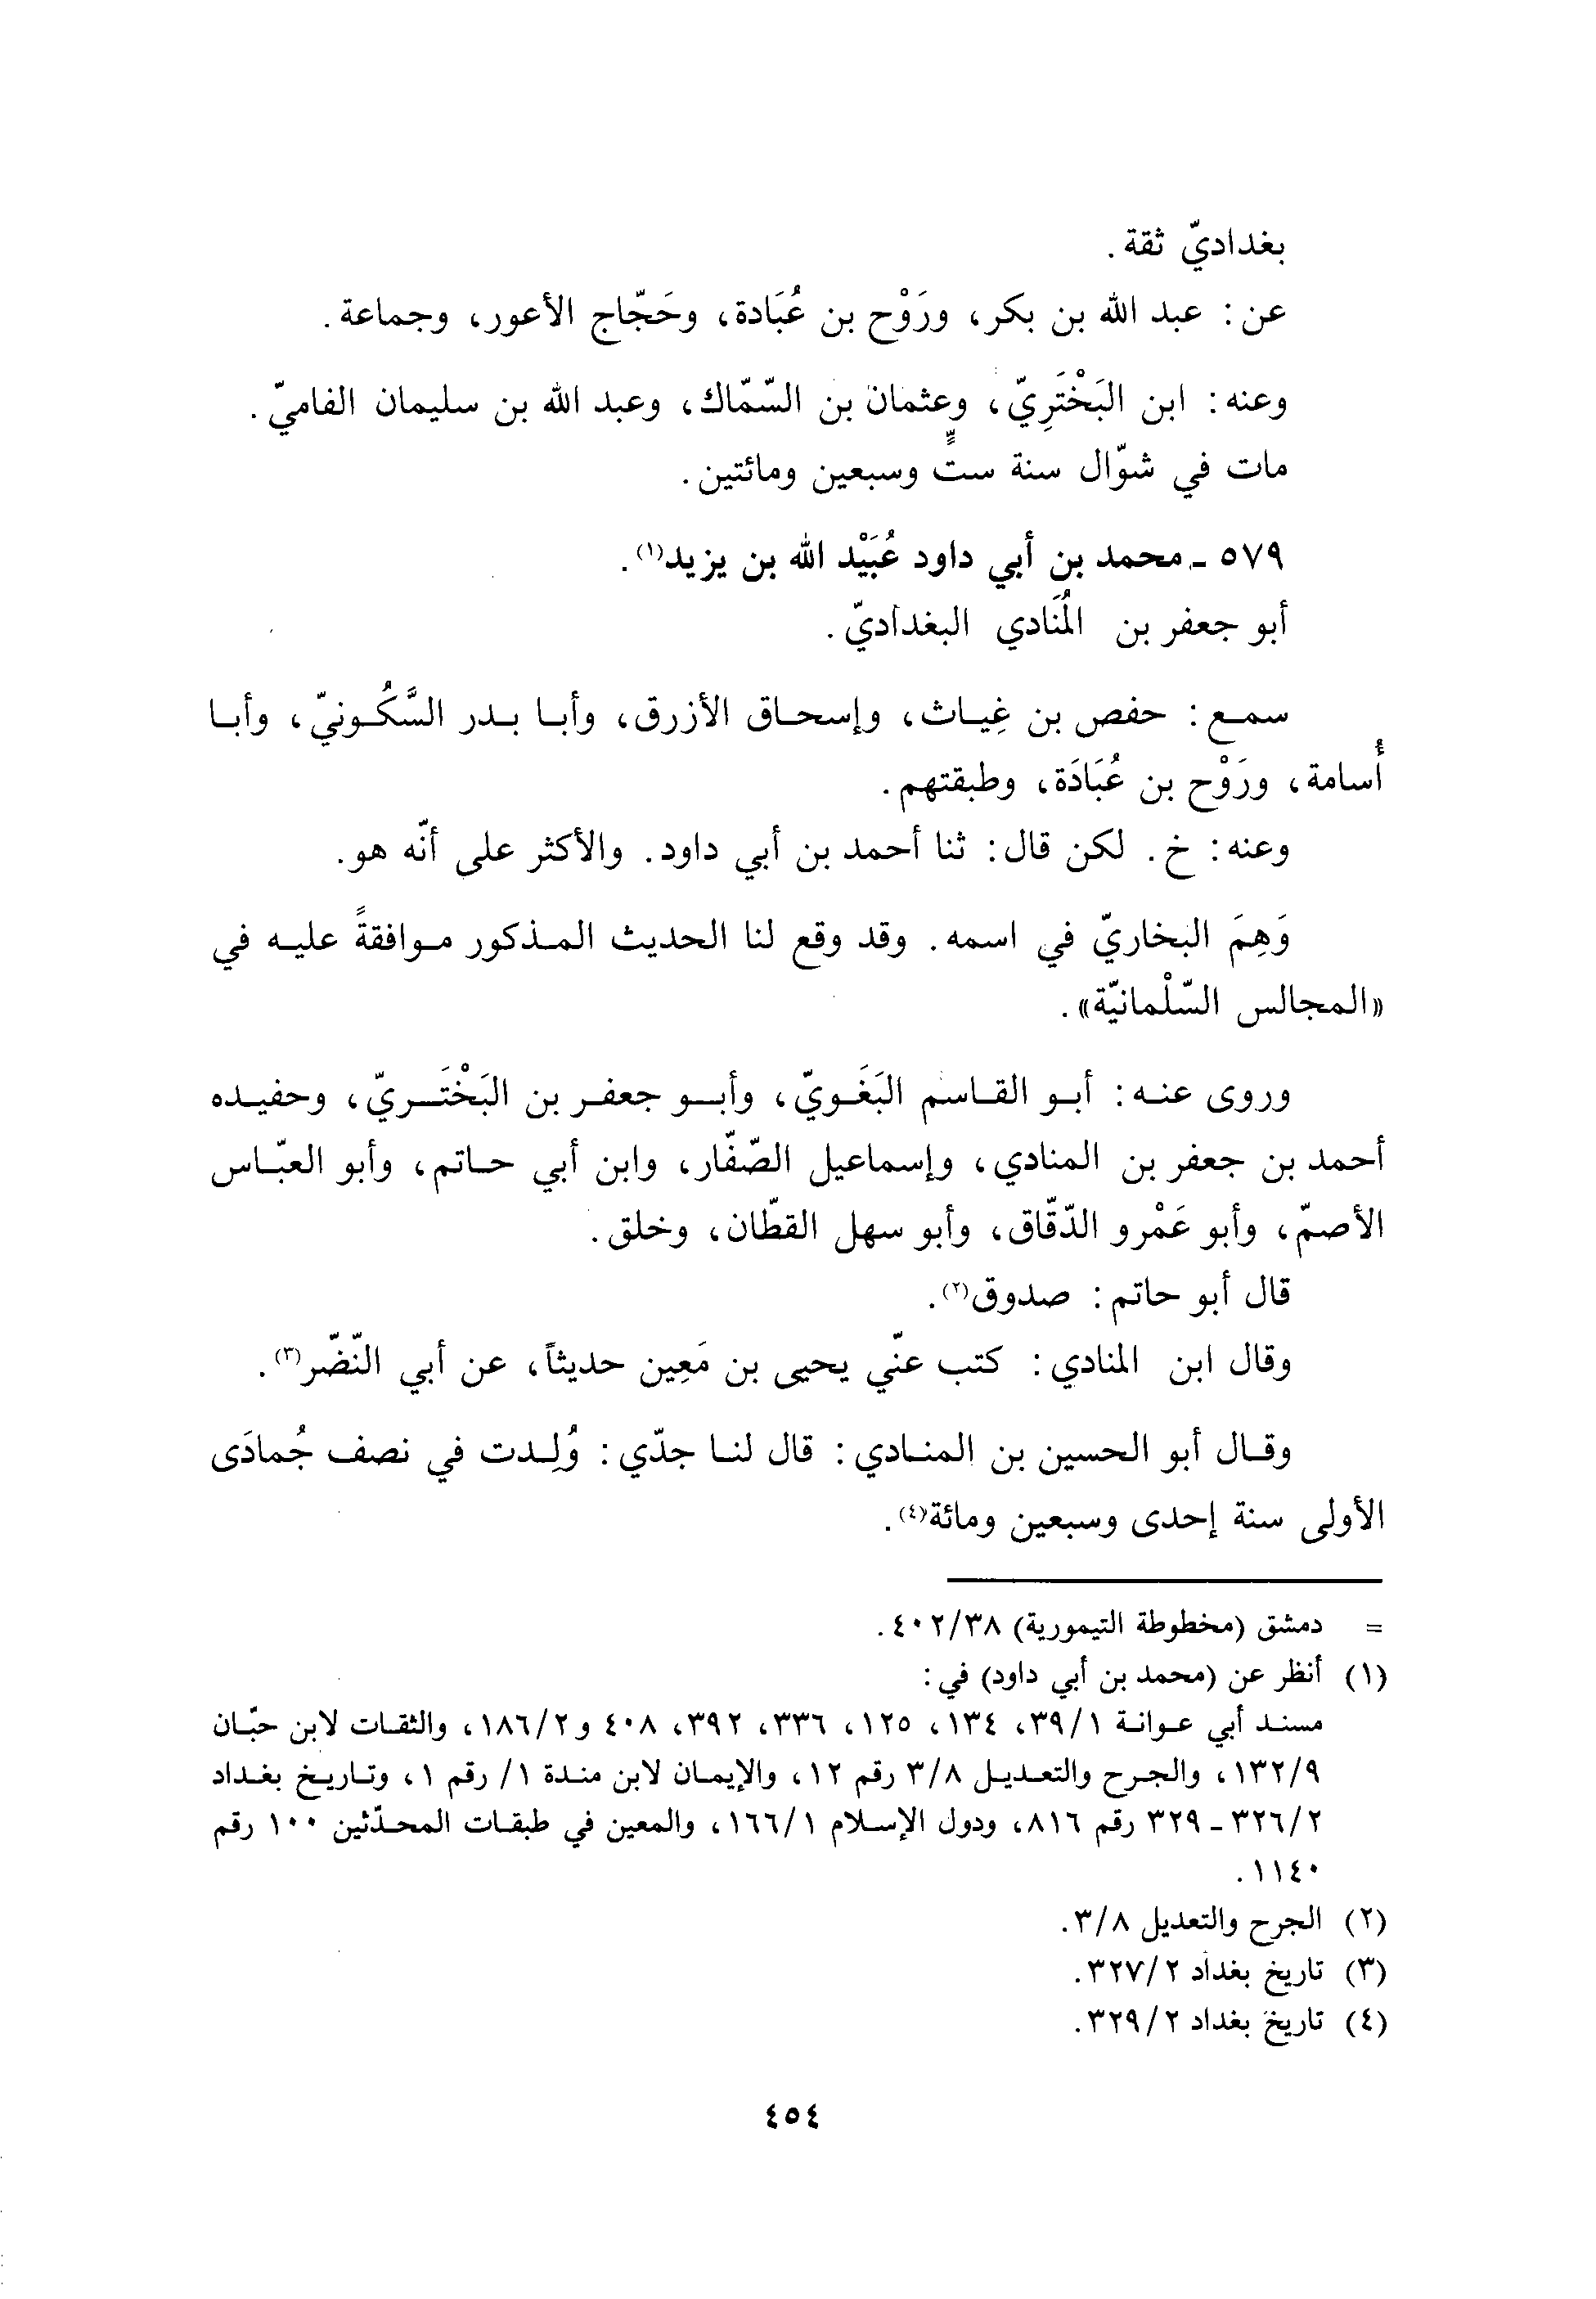 بغداديّ ثقة.
عن: عبد الله بن بكر، ورَوْح بن عُبَادة، وحَجّاج الأعور، وجماعة.
وعنه: ابن البَخْتَرِيّ، وعثمان بن السّمّاك، وعبد الله بن سليمان الفاميّ.
مات في شوّال سنة ستٍّ وسبعين ومائتين.
٥٧٩ ـ محمد بن أبي داود عُبَيْد الله بن يزيد(١).
أبو جعفر بن المُنَادي البغداديّ.
سمع: حفص بن غِياث، وإسحاق الأزرق، وأبا بدر السَّكُونيّ، وأبا
أُسامة، ورَوْح بن عُبَادَة، وطبقتهم.
وعنه: خ. لكن قال: ثنا أحمد بن أبي داود. والأكثر على أنّه هو.
وَهِمَ البخاريّ في اسمه. وقد وقع لنا الحديث المذكور موافقةً عليه في
«المجالس السّلْمانيّة».
وروى عنه: أبو القاسم البَغَويّ، وأبو جعفر بن البَخْتَريّ، وحفيده
أحمد بن جعفر بن المنادي، وإسماعيل الصّفّار، وابن أبي حاتم، وأبو العبّاس
الأصمّ، وأبو عَمْرو الدّقّاق، وأبو سهل القطّان، وخلق.
قال أبو حاتم: صدوق(٢).
وقال ابن المنادي: كتب عنّي يحيى بن مَعِين حديثاً، عن أبي النّضّر(٣).
وقال أبو الحسين بن المنادي: قال لنا جدّي: وُلِدت في نصف جُمادَى
الأولى سنة إحدى وسبعين ومائة(٤).
= دمشق (مخطوطة التيمورية) ٤٠٢/٣٨.
(١) أنظر عن (محمد بن أبي داود) في:
مسند أبي عوانة ٣٩/١، ١٣٤، ١٢٥، ٣٣٦، ٣٩٢، ٤٠٨ و١٨٦/٢، والثقات لابن حبّان
١٣٢/٩، والجرح والتعديل ٣/٨ رقم ١٢، والإيمان لابن مندة ١/ رقم ١، وتاريخ بغداد
٣٢٦/٢ ـ ٣٢٩ رقم ٨١٦، ودول الإسلام ١٦٦/١، والمعين في طبقات المحدّثين ١٠٠ رقم
١١٤٠.
(٢) الجرح والتعديل ٣/٨.
(٣) تاريخ بغداد ٣٢٧/٢.
(٤) تاريخ بغداد ٣٢٩/٢.
٤٥٤